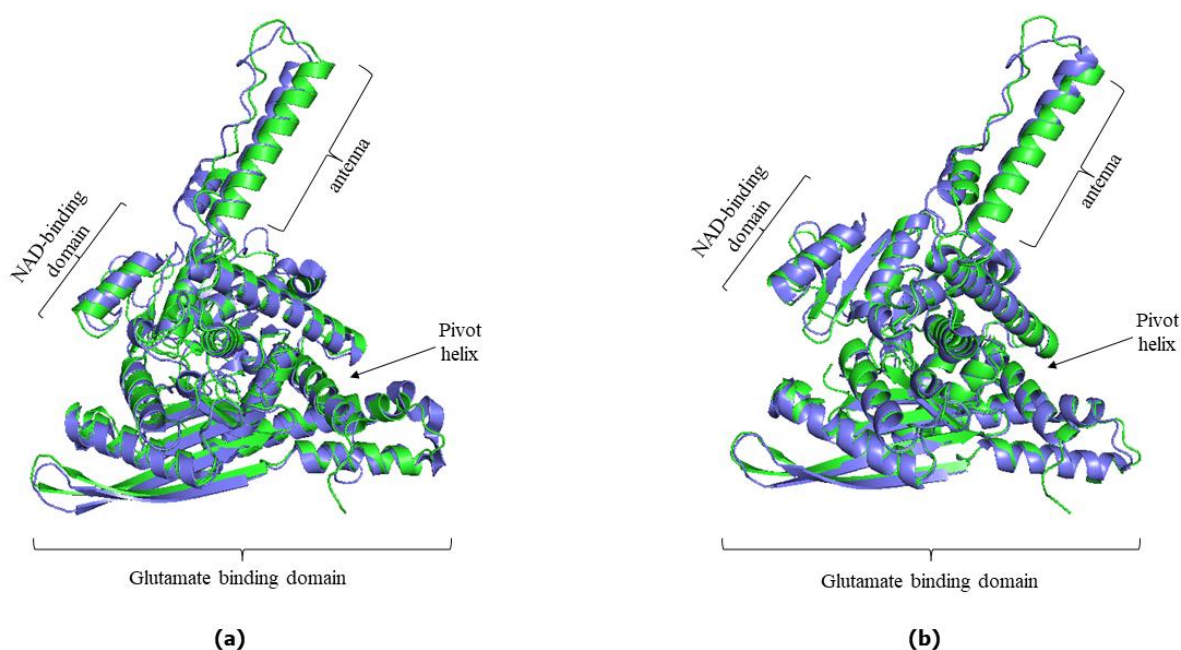 antenna
NAD-binding
domain
Pivot
helix
Glutamate binding domain
(a)
antenna
NAD-binding
domain
Pivot
helix
Glutamate binding domain
(b)